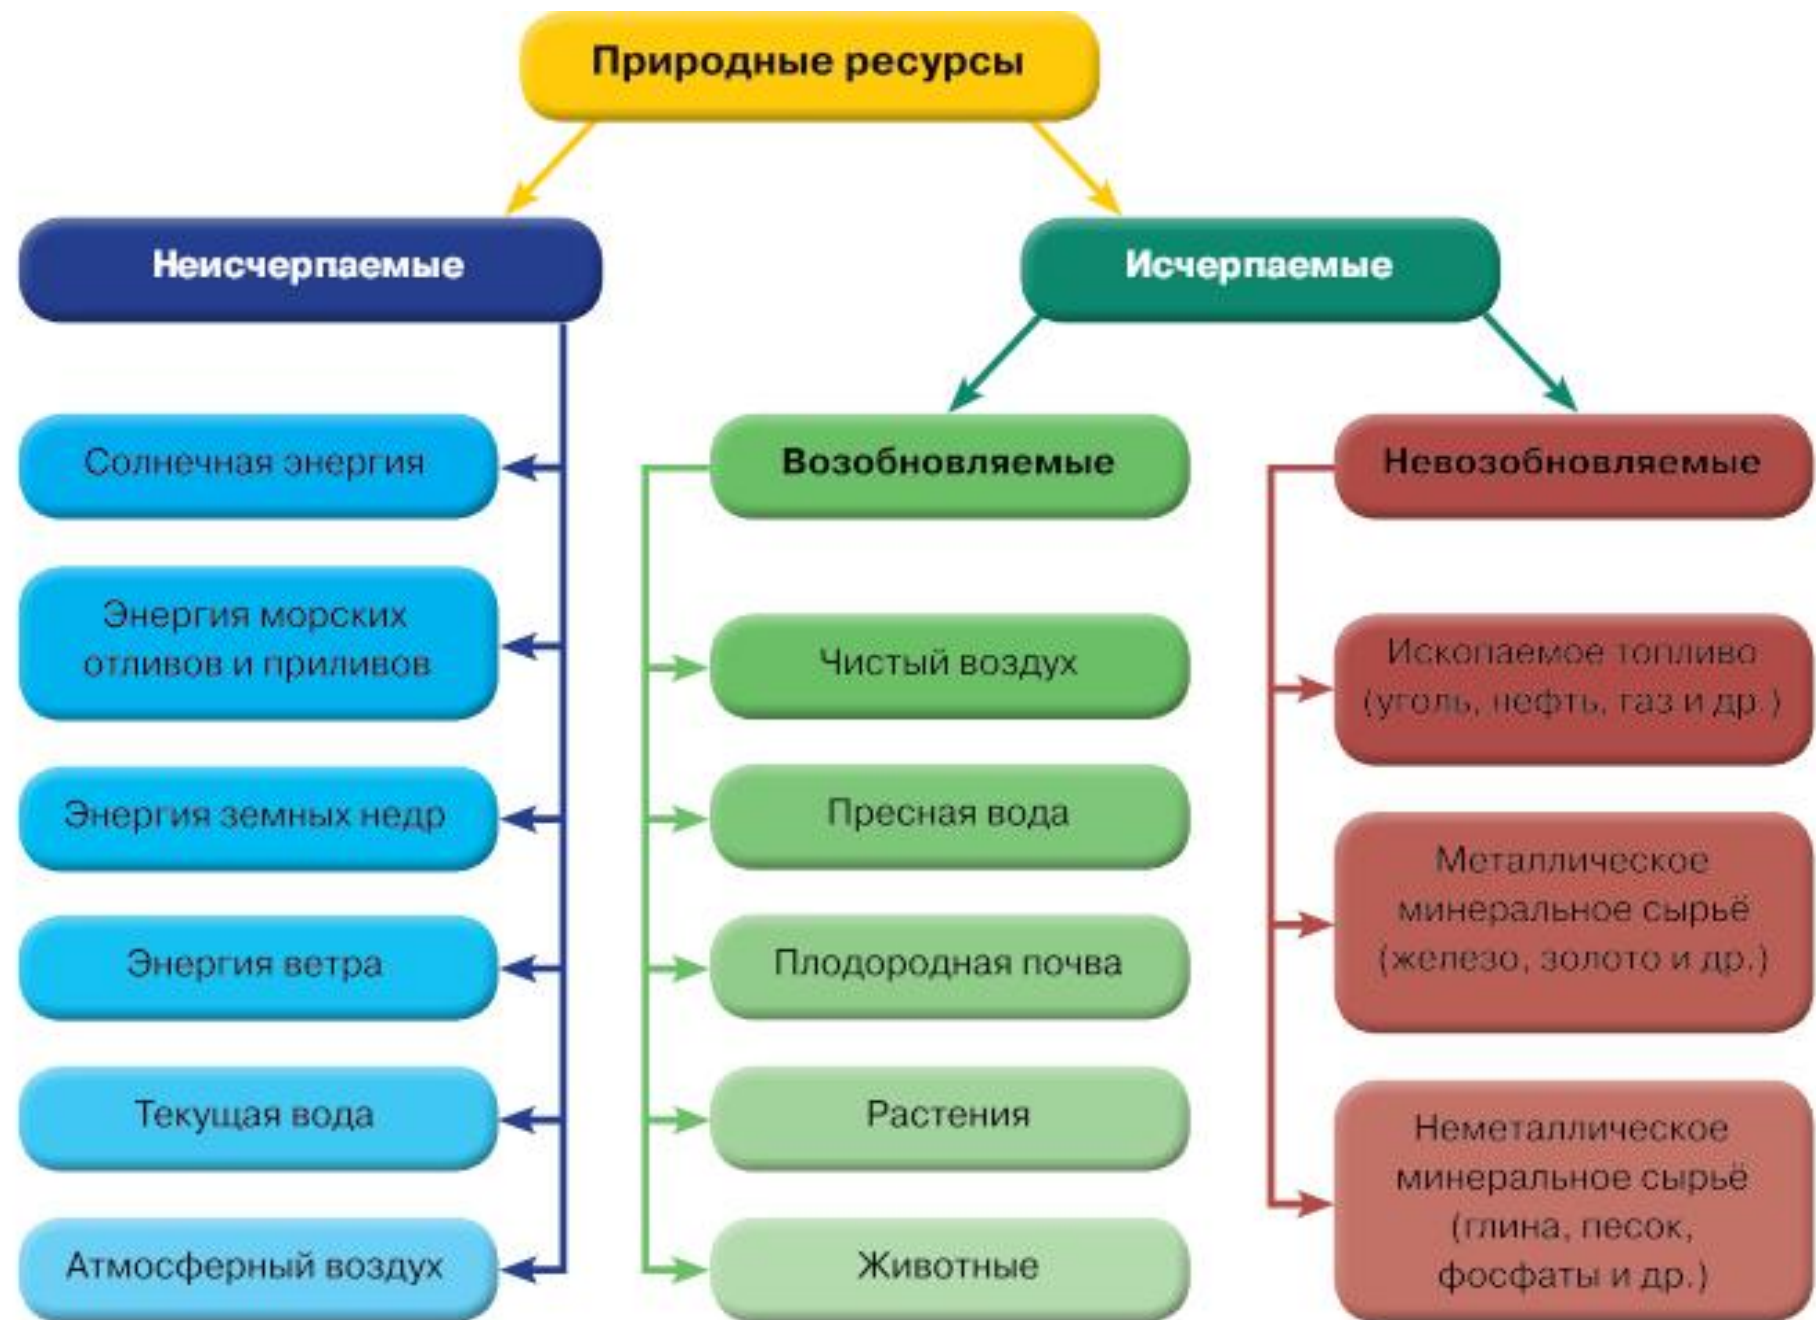 Природные ресурсы
Неисчерпаемые
Солнечная энергия
Энергия морских
отливов и приливов
Энергия земных недр
Энергия ветра
Текущая вода
Атмосферный воздух
Исчерпаемые
Возобновляемые
Чистый воздух
Пресная вода
Плодородная почва
Растения
Животные
Невозобновляемые
Ископаемое топливо
(уголь, нефть, газ и др.)
Металлическое
минеральное сырьё
(железо, золото и др.)
Неметаллическое
минеральное сырьё
(глина, песок,
фосфаты и др.)